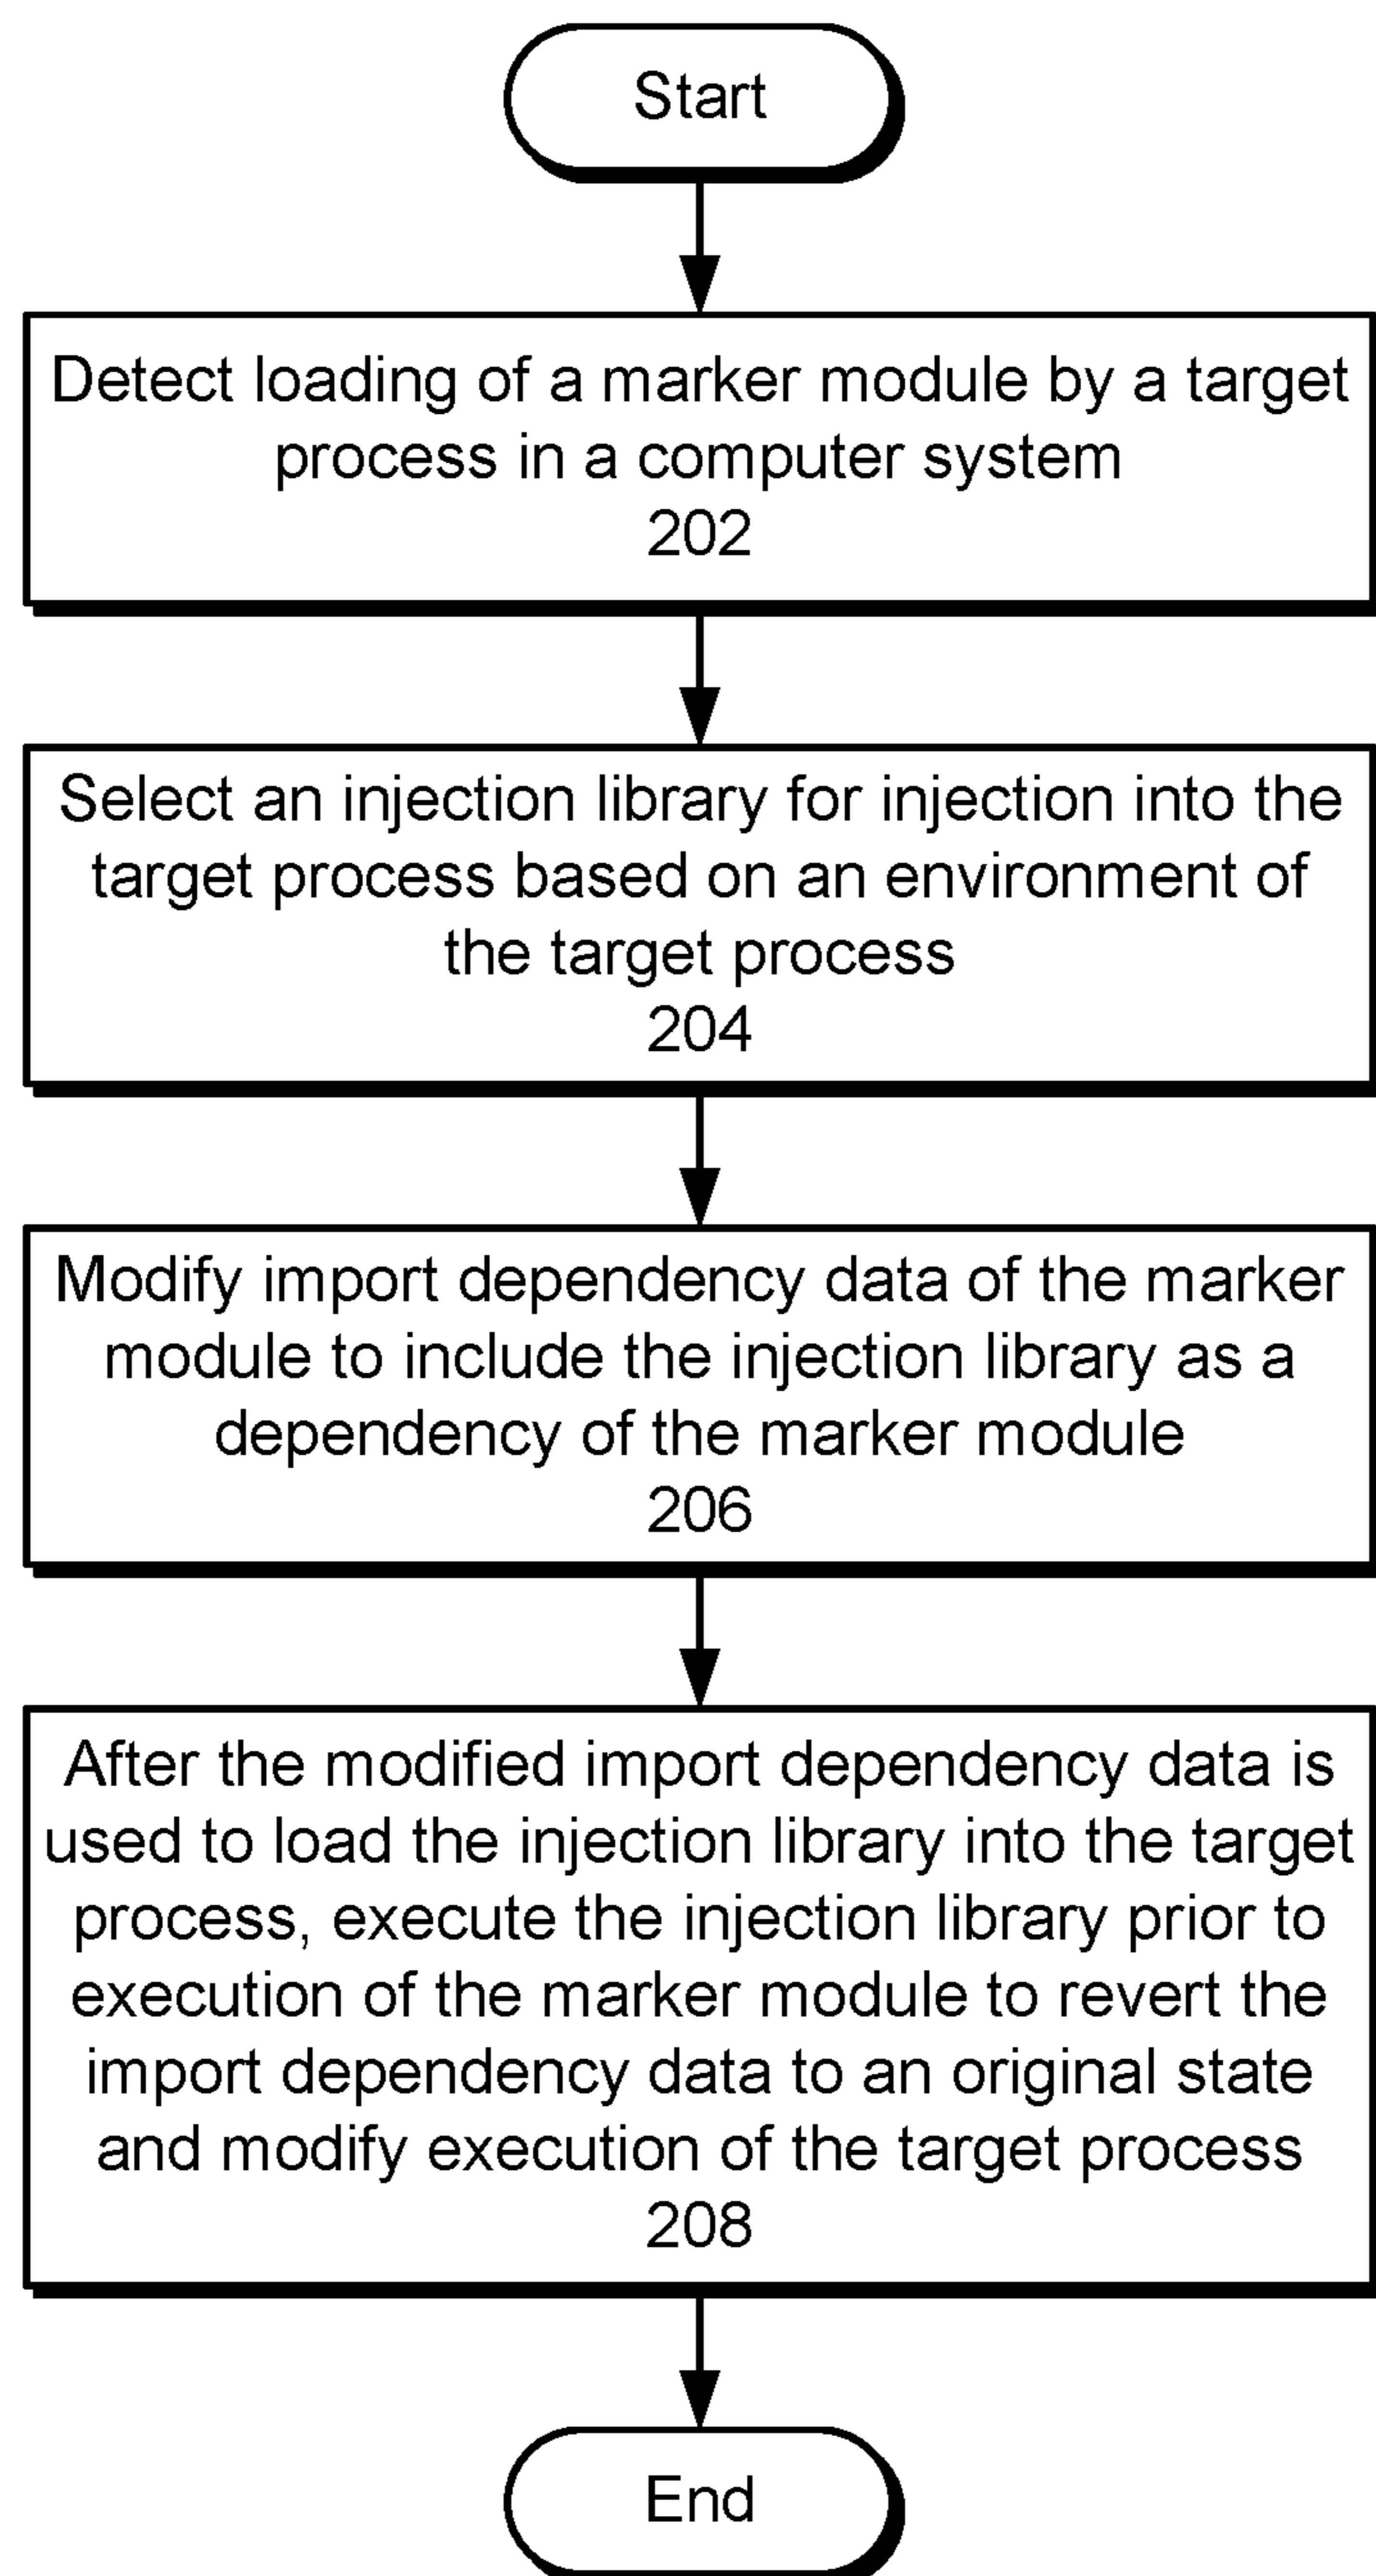 Start
Detect loading of a marker module by a target
process in a computer system
202
Select an injection library for injection into the
target process based on an environment of
the target process
204
Modify import dependency data of the marker
module to include the injection library as a
dependency of the marker module
206
After the modified import dependency data is
used to load the injection library into the target
process, execute the injection library prior to
execution of the marker module to revert the
import dependency data to an original state
and modify execution of the target process
208
End